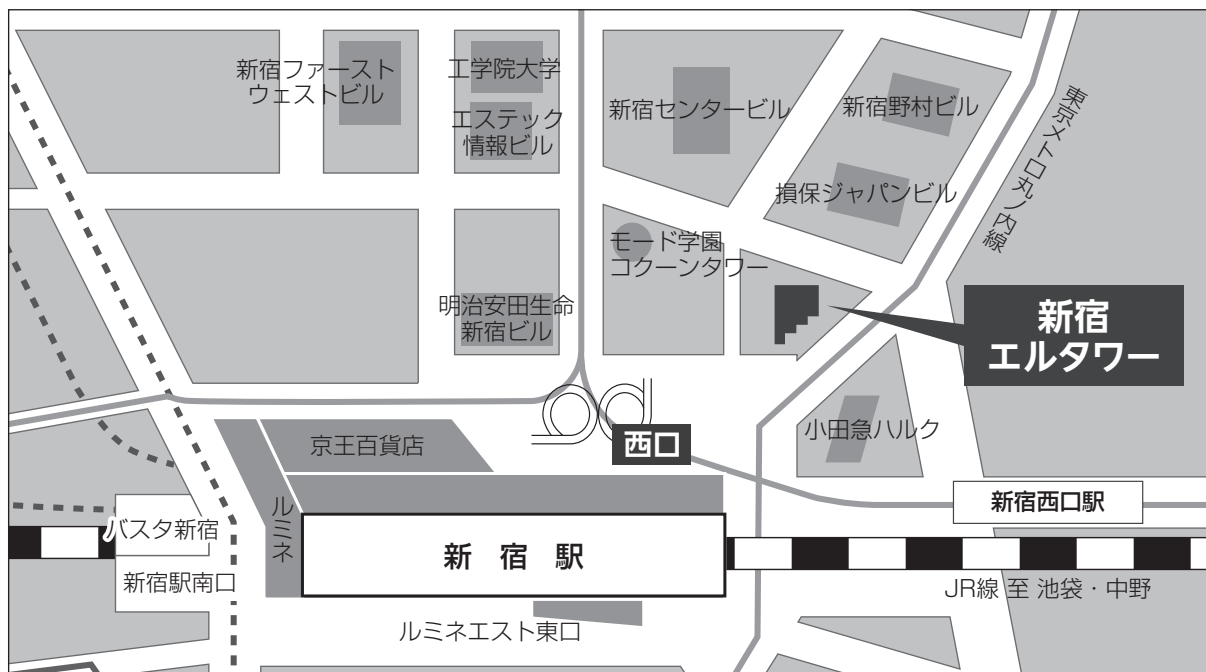 新宿ファースト
ウェストビル
工学院大学
エステック
情報ビル
新宿センタービル
新宿野村ビル
損保ジャパンビル
東京メトロ丸ノ内線
モード学園
コクーンタワー
明治安田生命
新宿ビル
新宿
エルタワー
小田急ハルク
西口
京王百貨店
ルミネ
新宿西口駅
バスタ新宿
新宿駅
新宿駅南口
JR線 至 池袋・中野
ルミネエスト東口